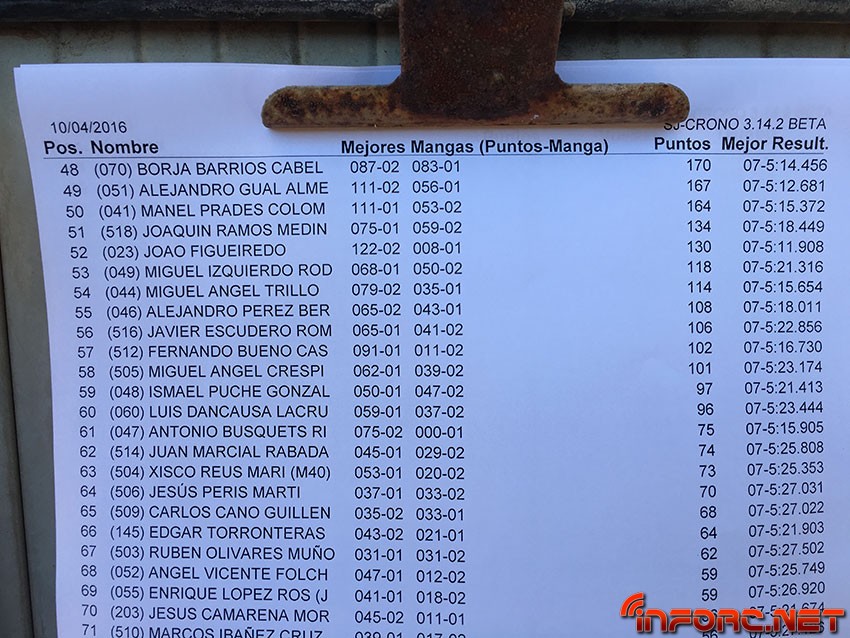 10/04/2016 SJ-CRONO 3.14.2 BETA
Pos. Nombre Mejores Mangas (Puntos-Manga) Puntos Mejor Result.
48 (070) BORJA BARRIOS CABEL 087-02 083-01 170 07-5:14.456
49 (051) ALEJANDRO GUAL ALME 111-02 056-01 167 07-5:12.681
50 (041) MANEL PRADES COLOM 111-01 053-02 164 07-5:15.372
51 (518) JOAQUIN RAMOS MEDIN 075-01 059-02 134 07-5:18.449
52 (023) JOAO FIGUEIREDO 122-02 008-01 130 07-5:11.908
53 (049) MIGUEL IZQUIERDO ROD 068-01 050-02 118 07-5:21.316
54 (044) MIGUEL ANGEL TRILLO 079-02 035-01 114 07-5:15.654
55 (046) ALEJANDRO PEREZ BER 065-02 043-01 108 07-5:18.011
56 (516) JAVIER ESCUDERO ROM 065-01 041-02 106 07-5:22.856
57 (512) FERNANDO BUENO CAS 091-01 011-02 102 07-5:16.730
58 (505) MIGUEL ANGEL CRESPI 062-01 039-02 101 07-5:23.174
59 (048) ISMAEL PUCHE GONZAL 050-01 047-02 97 07-5:21.413
60 (060) LUIS DANCAUSA LACRU 059-01 037-02 96 07-5:23.444
61 (047) ANTONIO BUSQUETS RI 075-02 000-01 75 07-5:15.905
62 (514) JUAN MARCIAL RABADA 045-01 029-02 74 07-5:25.808
63 (504) XISCO REUS MARI (M40) 053-01 020-02 73 07-5:25.353
64 (506) JESÚS PERIS MARTI 037-01 033-02 70 07-5:27.031
65 (509) CARLOS CANO GUILLEN 035-02 033-01 68 07-5:27.022
66 (145) EDGAR TORRONTERAS 043-02 021-01 64 07-5:21.903
67 (503) RUBEN OLIVARES MUÑO 031-01 031-02 62 07-5:27.502
68 (052) ANGEL VICENTE FOLCH 047-01 012-02 59 07-5:25.749
69 (055) ENRIQUE LOPEZ ROS (J 041-01 018-02 59 07-5:26.920
70 (203) JESUS CAMARENA MOR 045-02 011-01
71 (510) MARCOS IBAÑEZ CRUZ 039-01 017-02
INFORC.NET